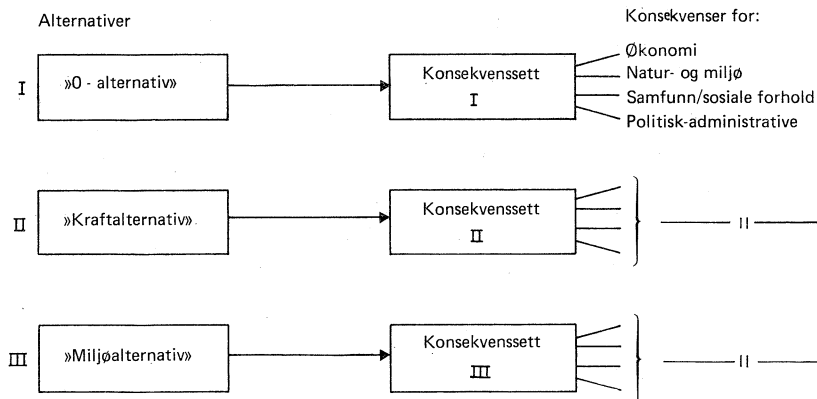 Alternativer
Konsekvenser for:
I
»O - alternativ»
Konsekvenssett
I
Økonomi
Natur- og miljø
Samfunn/sosiale forhold
Politisk-administrative
II
»Kraftalternativ»
Konsekvenssett
II
— II —
III
»Miljøalternativ»
Konsekvenssett
III
— II —